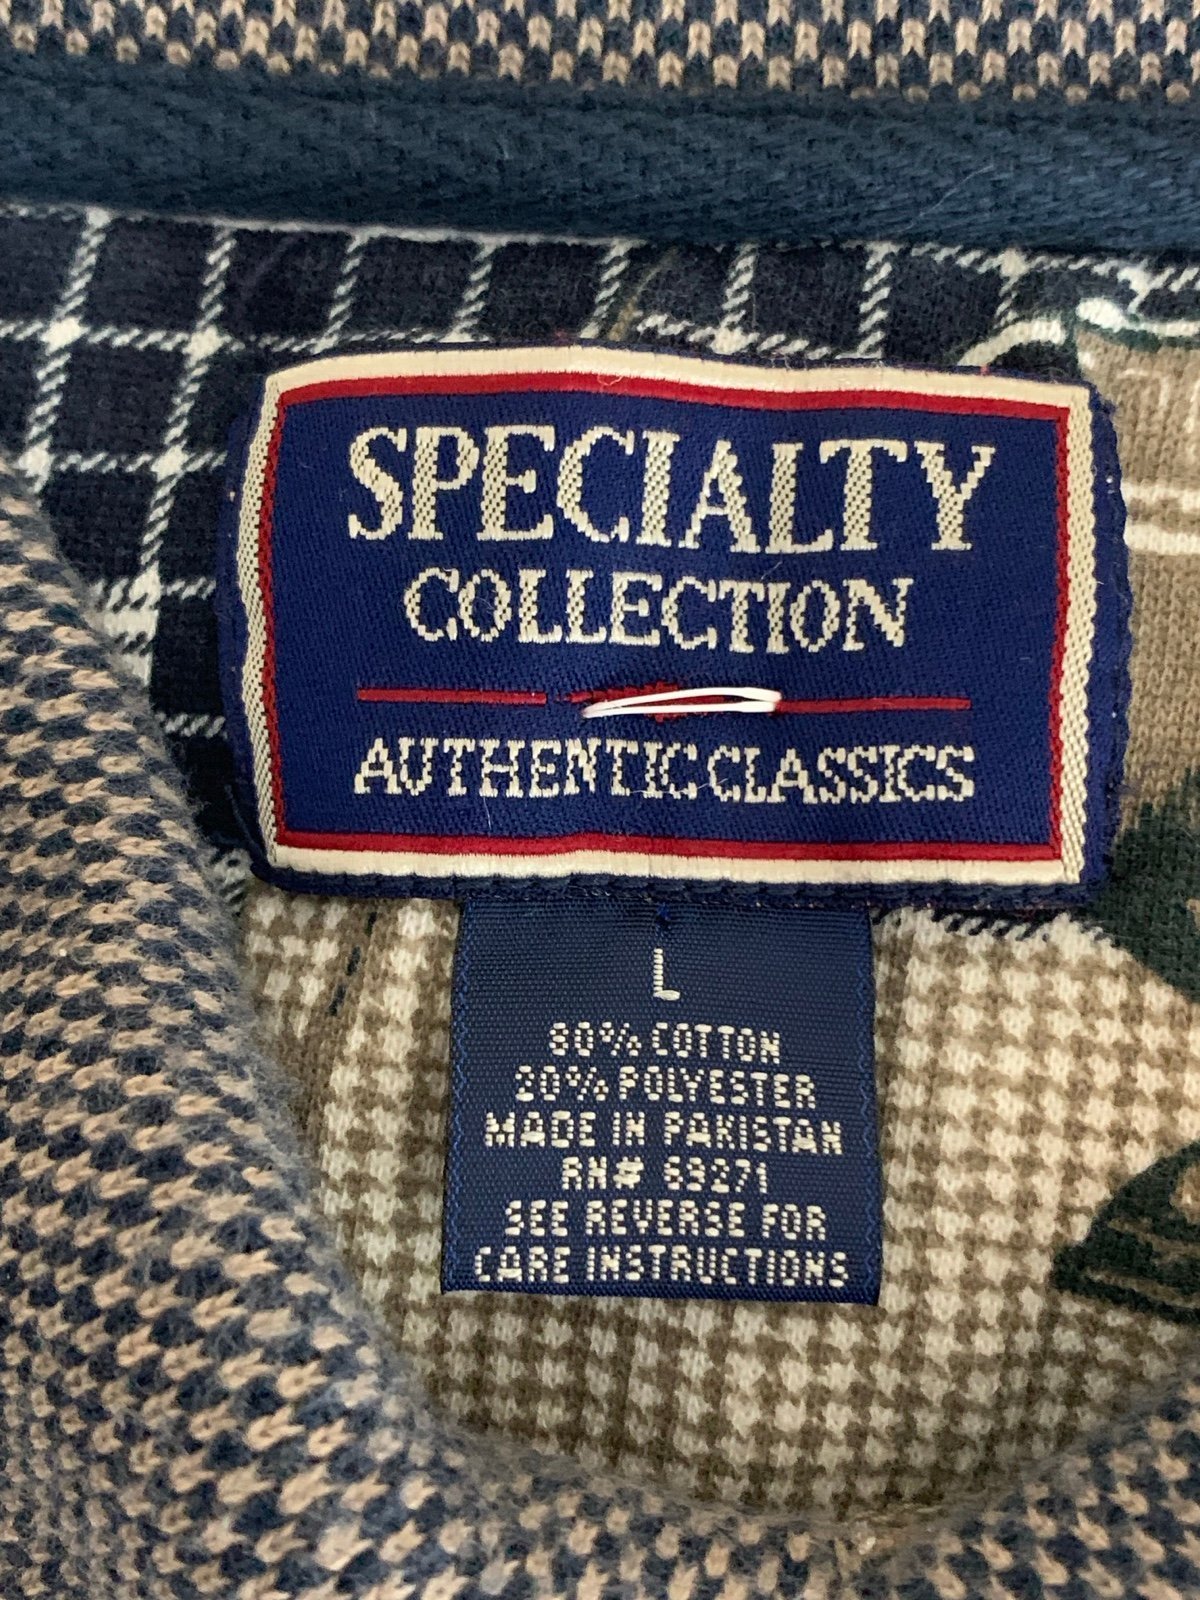 SPECIALTY
COLLECTION
AUTHENTIC CLASSICS
L
80% COTTON
20% POLYESTER
MADE IN PAKISTAN
RN# 69271
SEE REVERSE FOR
CARE INSTRUCTIONS